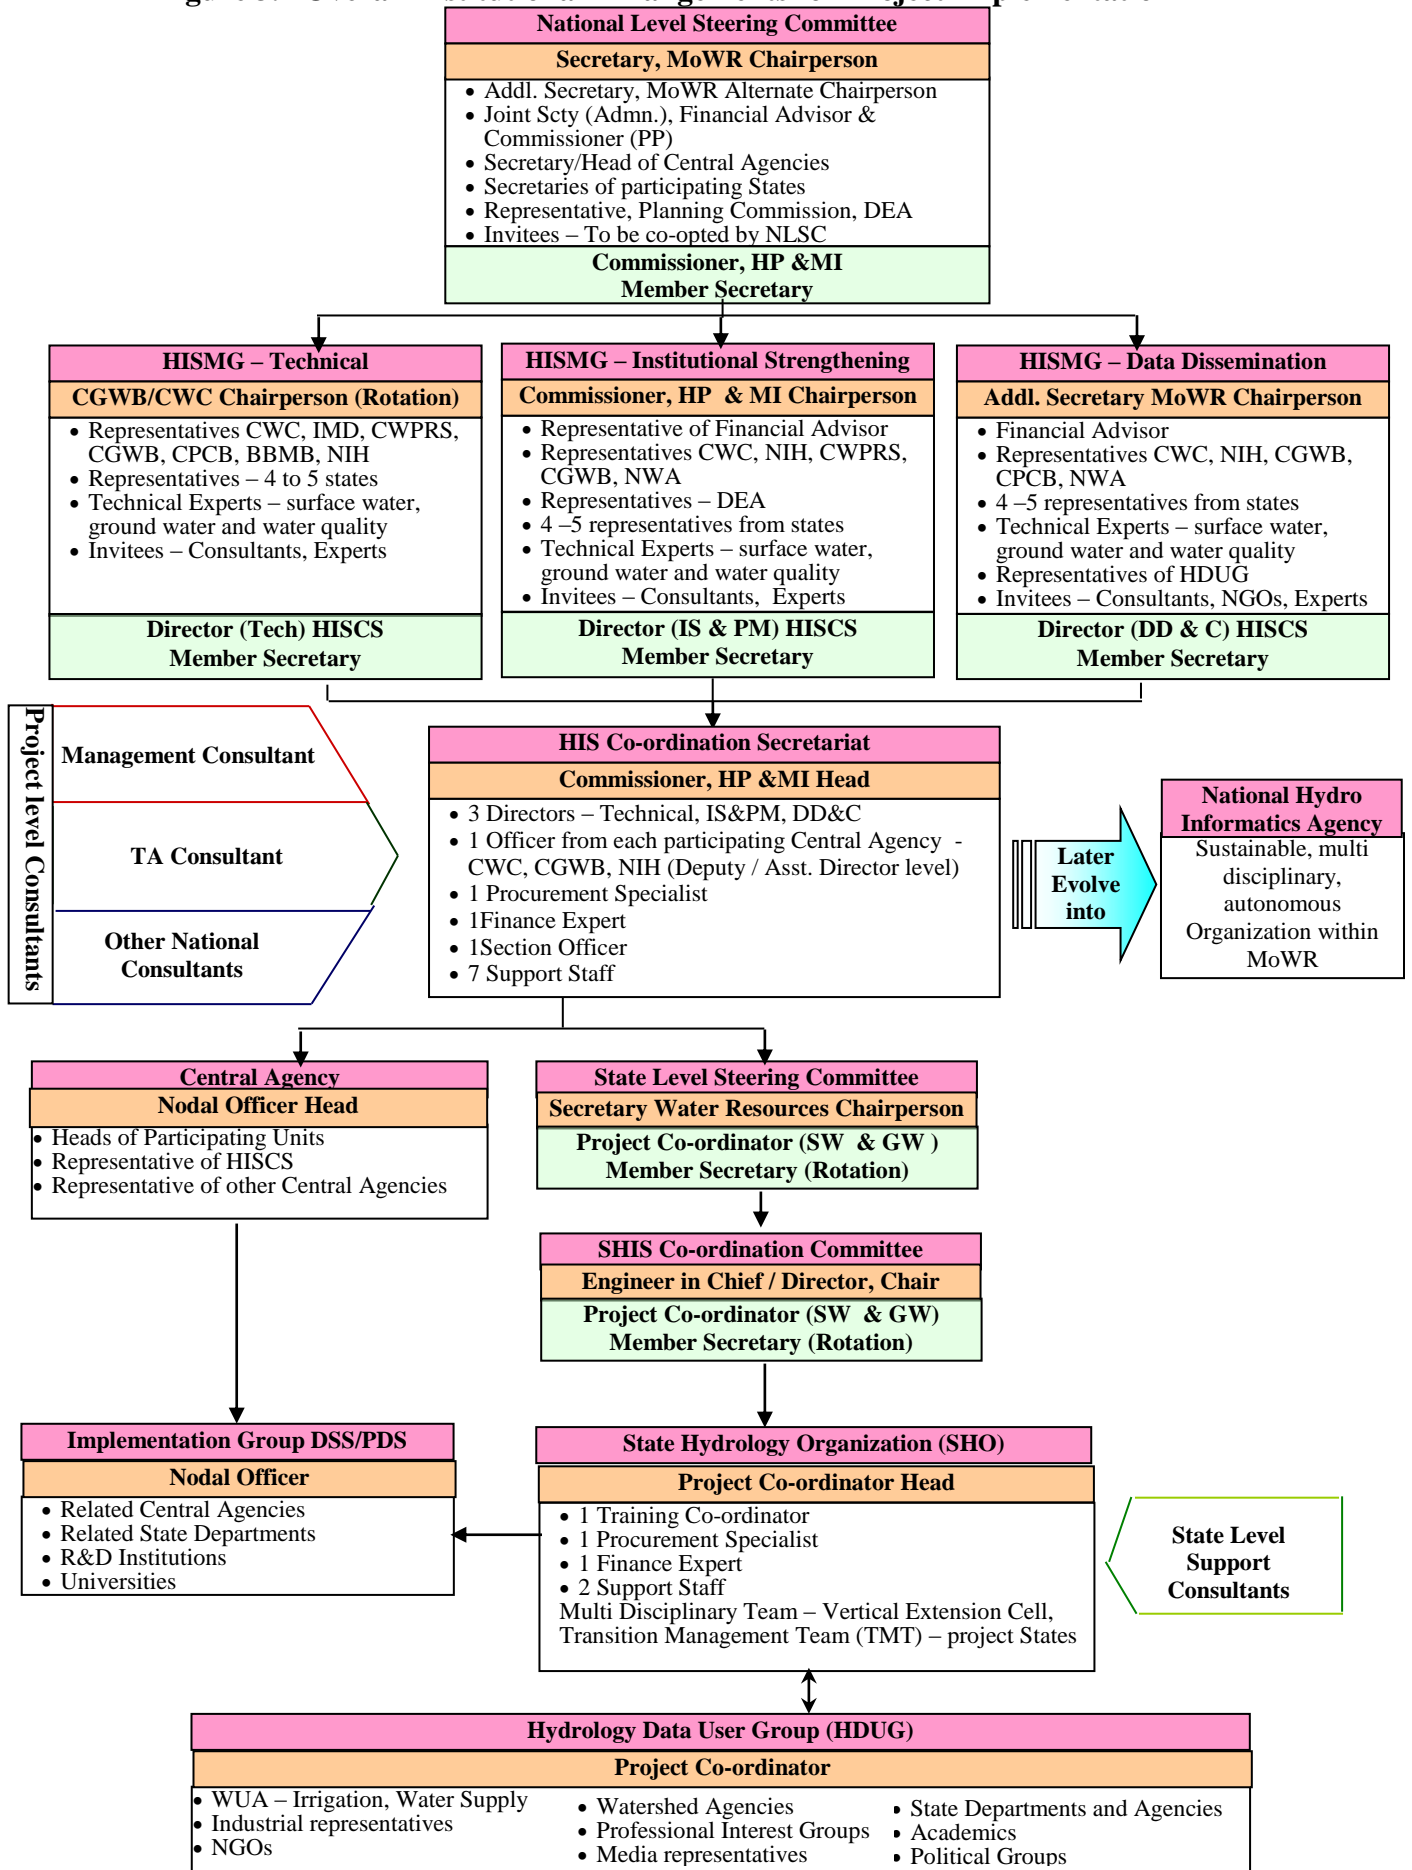 National Level Steering Committee
Secretary, MoWR Chairperson
• Addl. Secretary, MoWR Alternate Chairperson
• Joint Scty (Admn.), Financial Advisor &
Commissioner (PP)
• Secretary/Head of Central Agencies
• Secretaries of participating States
• Representative, Planning Commission, DEA
• Invitees – To be co-opted by NLSC
Commissioner, HP &MI
Member Secretary
HISMG – Technical
CGWB/CWC Chairperson (Rotation)
• Representatives CWC, IMD, CWPRS,
CGWB, CPCB, BBMB, NIH
• Representatives – 4 to 5 states
• Technical Experts – surface water,
ground water and water quality
• Invitees – Consultants, Experts
Director (Tech) HISCS
Member Secretary
HISMG – Institutional Strengthening
Commissioner, HP & MI Chairperson
• Representative of Financial Advisor
• Representatives CWC, NIH, CWPRS,
CGWB, NWA
• Representatives – DEA
• 4 –5 representatives from states
• Technical Experts – surface water,
ground water and water quality
• Invitees – Consultants, Experts
Director (IS & PM) HISCS
Member Secretary
HISMG – Data Dissemination
Addl. Secretary MoWR Chairperson
• Financial Advisor
• Representatives CWC, NIH, CGWB,
CPCB, NWA
• 4 –5 representatives from states
• Technical Experts – surface water,
ground water and water quality
• Representatives of HDUG
• Invitees – Consultants, NGOs, Experts
Director (DD & C) HISCS
Member Secretary
Project level Consultants
Management Consultant
TA Consultant
Other National
Consultants
HIS Co-ordination Secretariat
Commissioner, HP &MI Head
• 3 Directors – Technical, IS&PM, DD&C
• 1 Officer from each participating Central Agency -
CWC, CGWB, NIH (Deputy / Asst. Director level)
• 1 Procurement Specialist
• 1Finance Expert
• 1Section Officer
• 7 Support Staff
Later
Evolve
into
National Hydro
Informatics Agency
Sustainable, multi
disciplinary,
autonomous
Organization within
MoWR
Central Agency
Nodal Officer Head
• Heads of Participating Units
• Representative of HISCS
• Representative of other Central Agencies
State Level Steering Committee
Secretary Water Resources Chairperson
Project Co-ordinator (SW & GW )
Member Secretary (Rotation)
SHIS Co-ordination Committee
Engineer in Chief / Director, Chair
Project Co-ordinator (SW & GW)
Member Secretary (Rotation)
Implementation Group DSS/PDS
Nodal Officer
• Related Central Agencies
• Related State Departments
• R&D Institutions
• Universities
State Hydrology Organization (SHO)
Project Co-ordinator Head
• 1 Training Co-ordinator
• 1 Procurement Specialist
• 1 Finance Expert
• 2 Support Staff
Multi Disciplinary Team – Vertical Extension Cell,
Transition Management Team (TMT) – project States
State Level
Support
Consultants
Hydrology Data User Group (HDUG)
Project Co-ordinator
• WUA – Irrigation, Water Supply
• Industrial representatives
• NGOs
• Watershed Agencies
• Professional Interest Groups
• Media representatives
• State Departments and Agencies
• Academics
• Political Groups